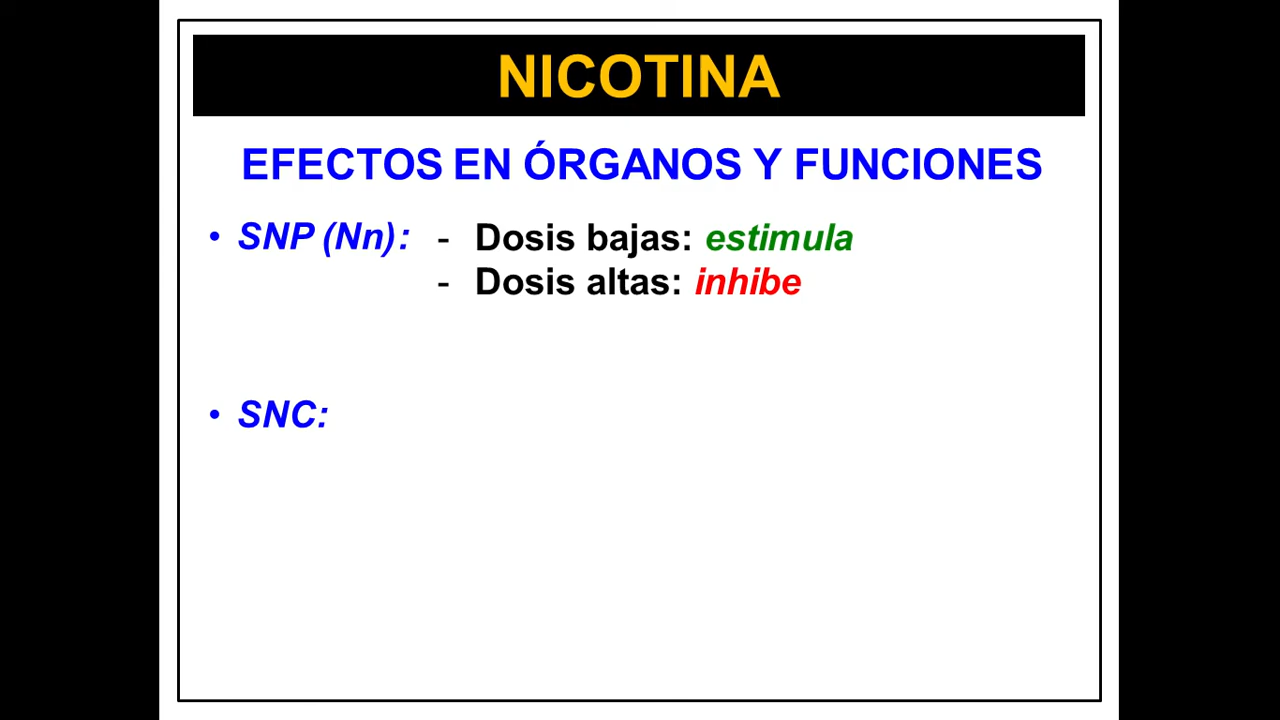 NICOTINA
EFECTOS EN ÓRGANOS Y FUNCIONES
• SNP (Nn): - Dosis bajas: estimula
- Dosis altas: inhibe
• SNC: